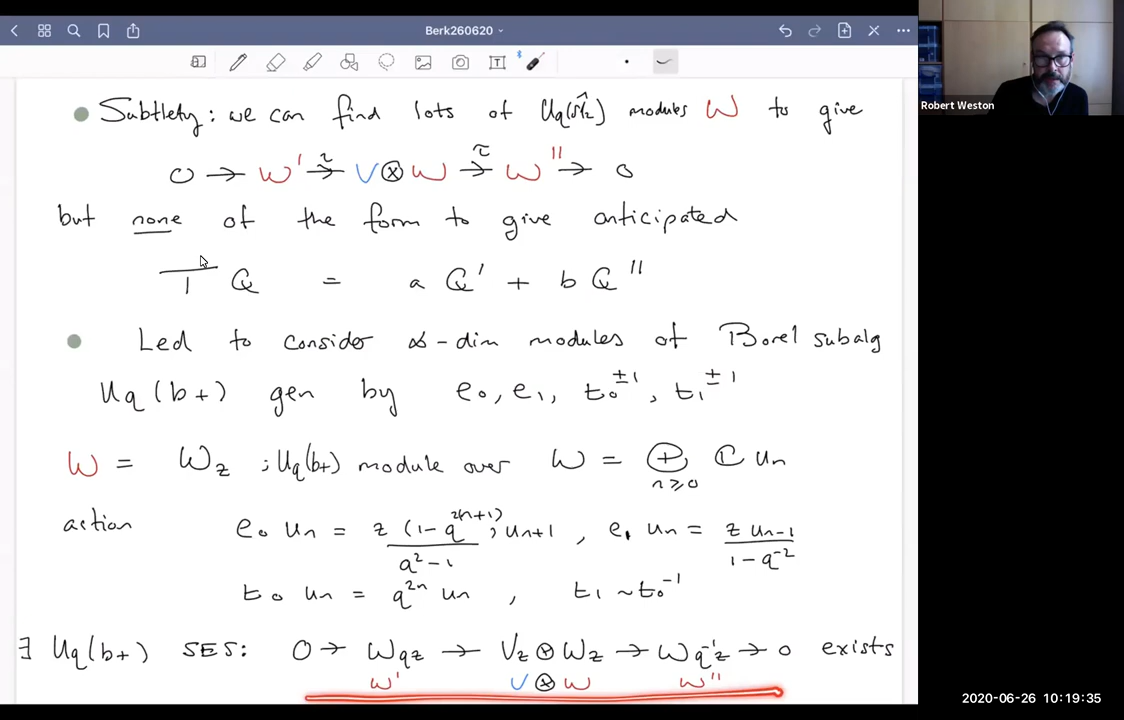 Berk260620
Robert Weston
Subtlety: we can find lots of Uq(sl̂2) modules W to give
0 → W' →ι V ⊗ W →τ W'' → 0
but none of the form to give anticipated
T Q = a Q' + b Q''
Led to consider ∞-dim modules of Borel subalg
Uq(b+) gen by e0, e1, t0^±1, t1^±1
W = Wz ; Uq(b+) module over W = ⊕ n≥0 ℂ un
action e0 un = z (1 - q^2(n+1)) / (q^2 - 1) un+1 , e1 un = z un-1 / (1 - q^-2)
t0 un = q^2n un , t1 ~ t0^-1
∃ Uq(b+) SES: 0 → Wqz → Vz ⊗ Wz → Wq^-1z → 0 exists
W' V ⊗ W W''
2020-06-26 10:19:35